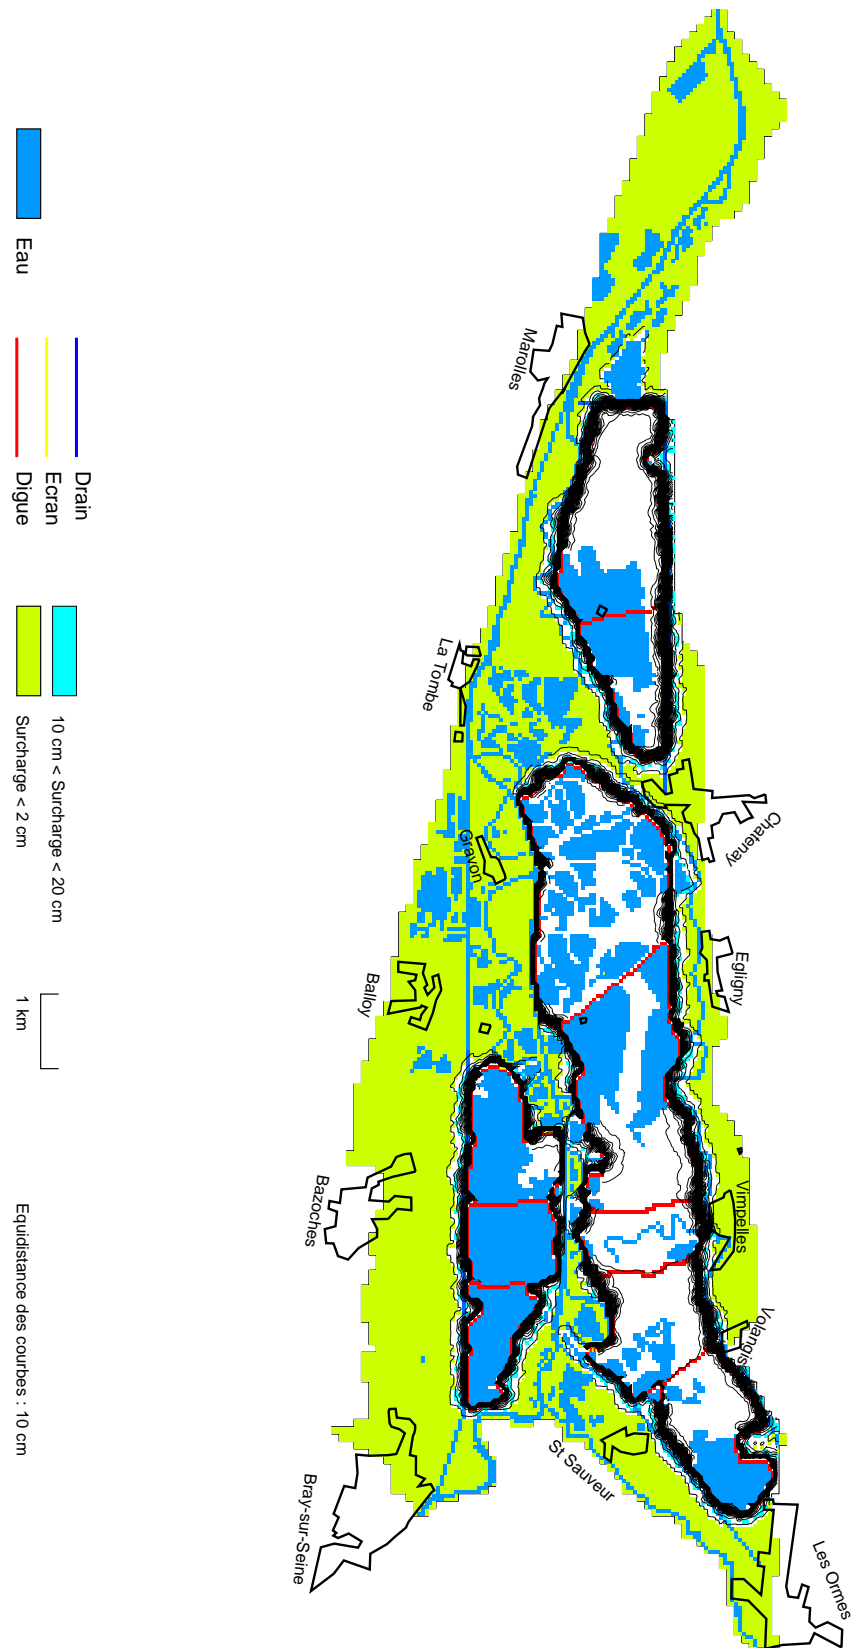 Marolles
La Tombe
Chatenay
Gravon
Egligny
Balloy
Vimpelles
Bazoches
Volangis
St Sauveur
Bray-sur-Seine
Les Ormes
Eau
Drain
Ecran
Digue
10 cm < Surcharge < 20 cm
Surcharge < 2 cm
1 km
Equidistance des courbes : 10 cm